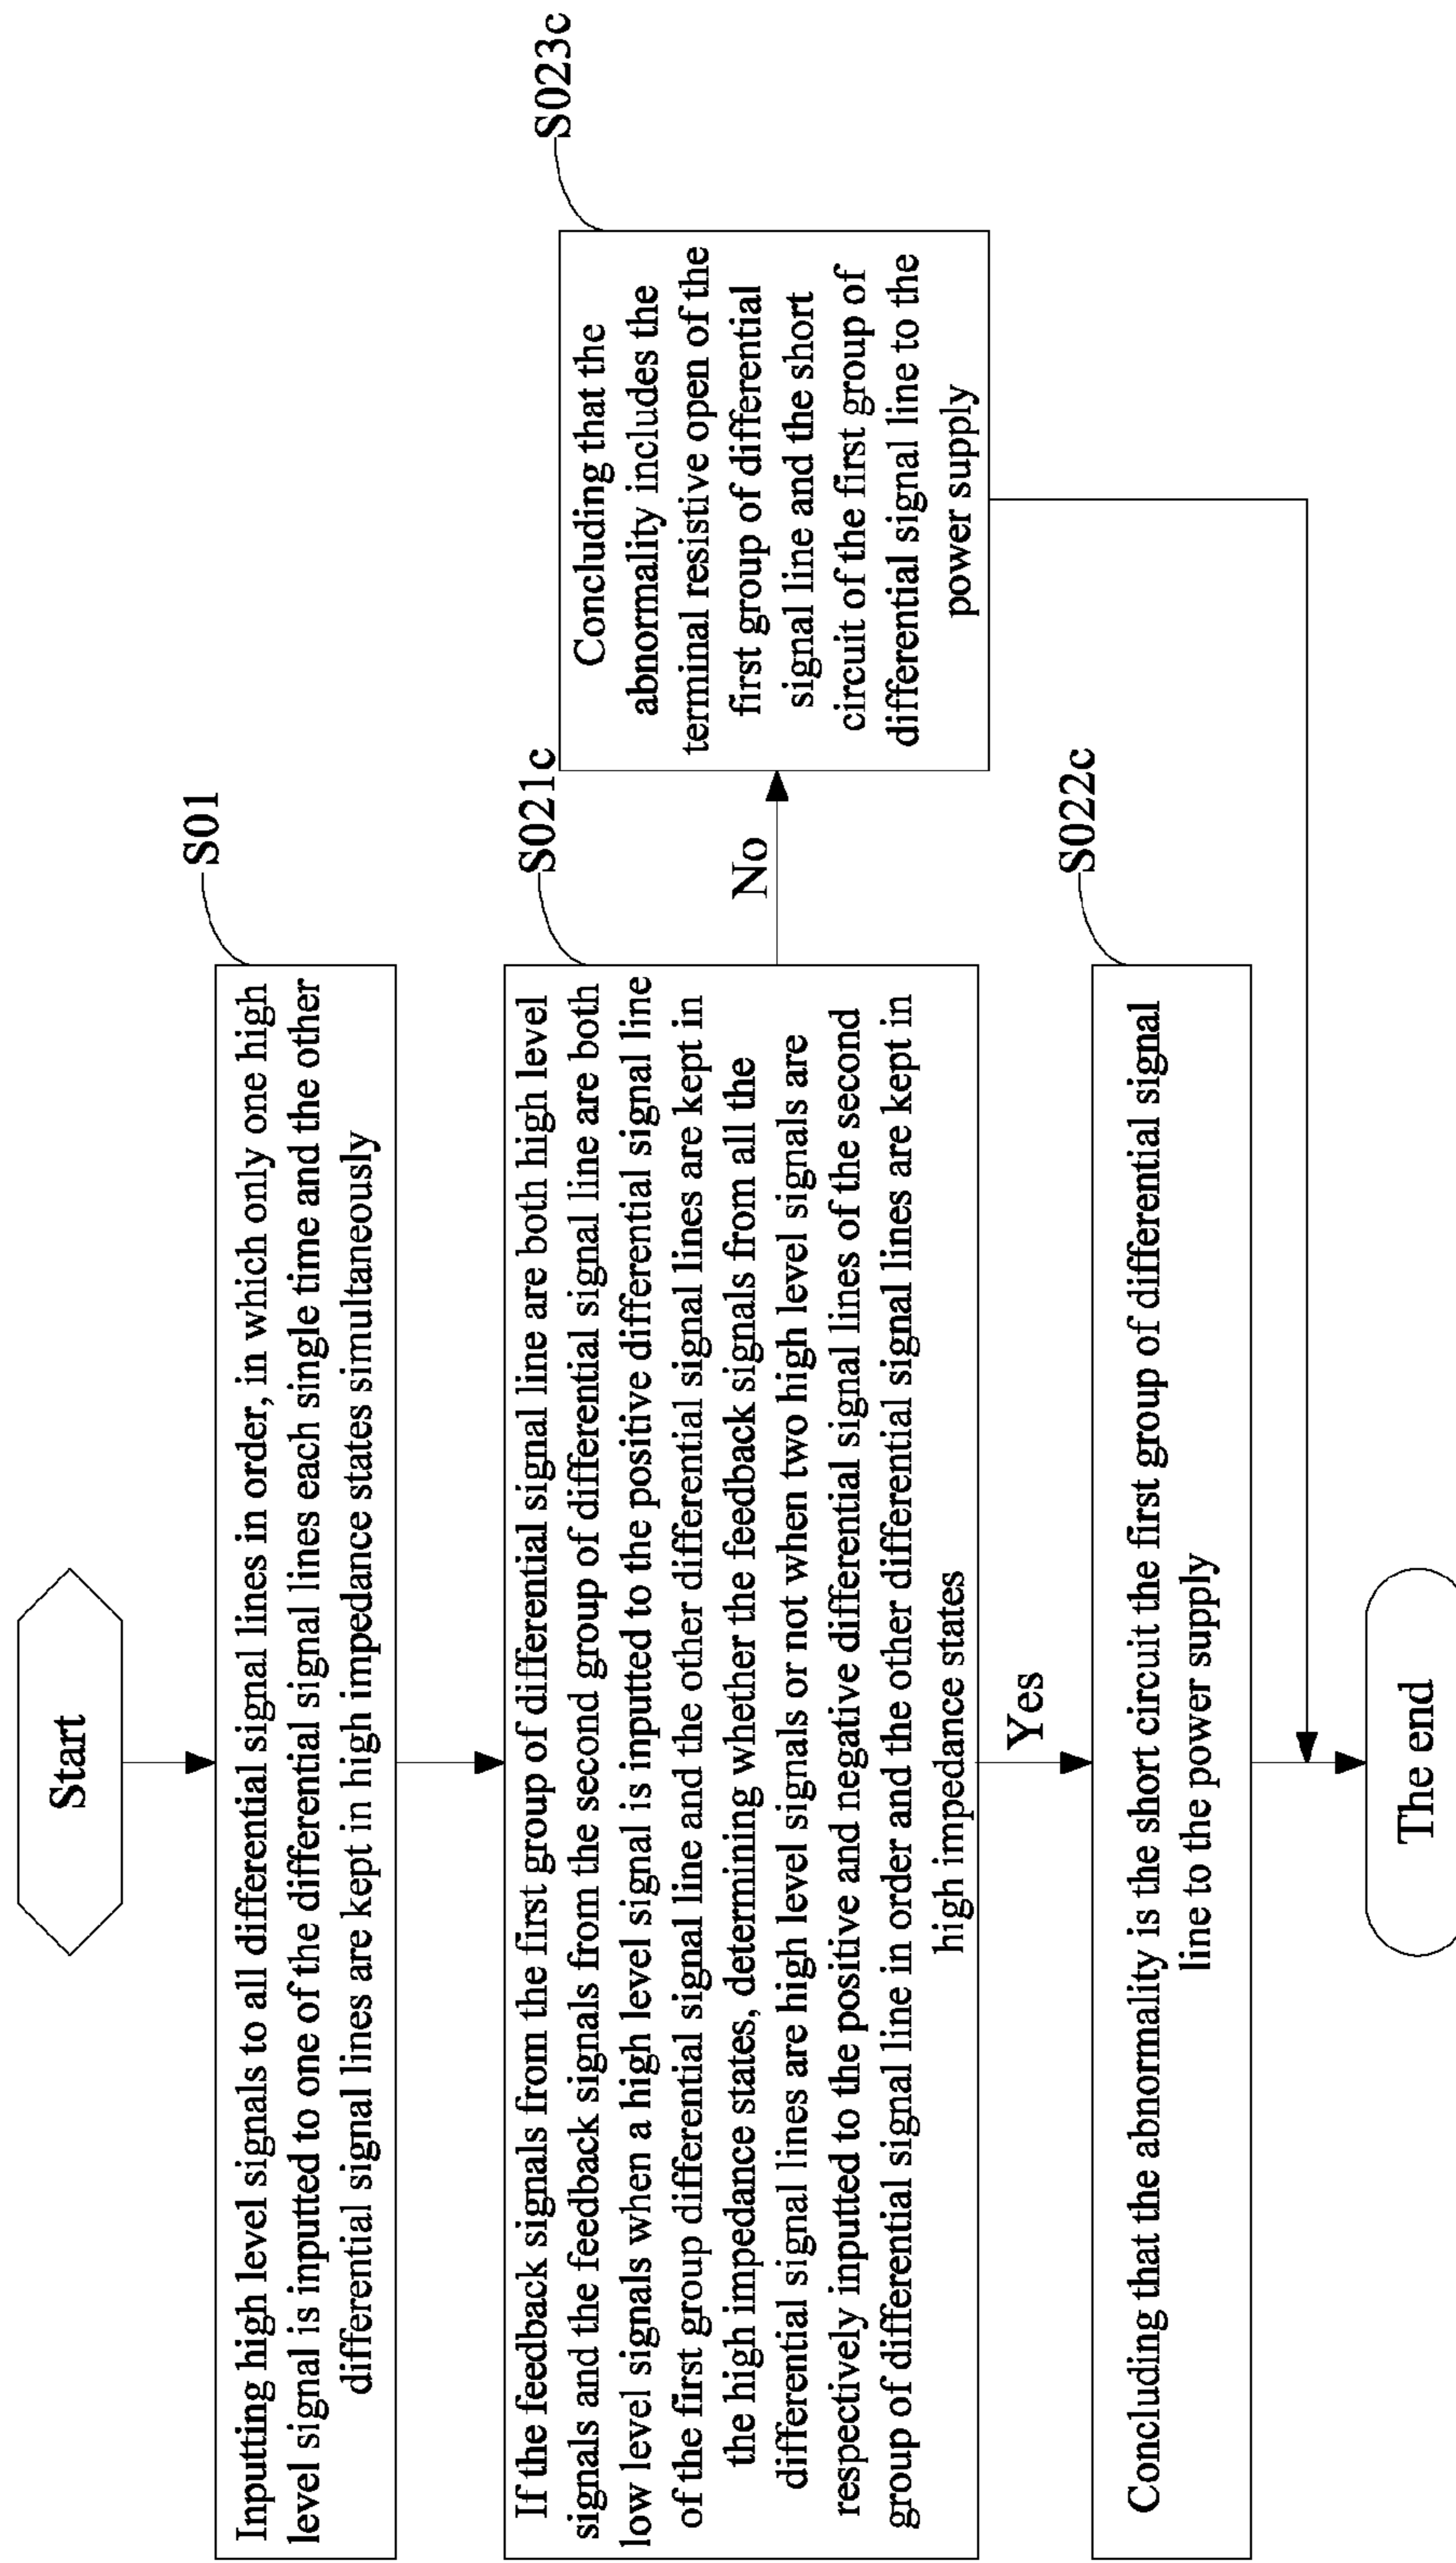 Start
S01
Inputting high level signals to all differential signal lines in order, in which only one high
level signal is inputted to one of the differential signal lines each single time and the other
differential signal lines are kept in high impedance states simultaneously
S021c
If the feedback signals from the first group of differential signal line are both high level
signals and the feedback signals from the second group of differential signal line are both
low level signals when a high level signal is inputted to the positive differential signal line
of the first group differential signal line and the other differential signal lines are kept in
the high impedance states, determining whether the feedback signals from all the
differential signal lines are high level signals or not when two high level signals are
respectively inputted to the positive and negative differential signal lines of the second
group of differential signal line in order and the other differential signal lines are kept in
high impedance states
No
S023c
Concluding that the
abnormality includes the
terminal resistive open of the
first group of differential
signal line and the short
circuit of the first group of
differential signal line to the
power supply
Yes
S022c
Concluding that the abnormality is the short circuit the first group of differential signal
line to the power supply
The end